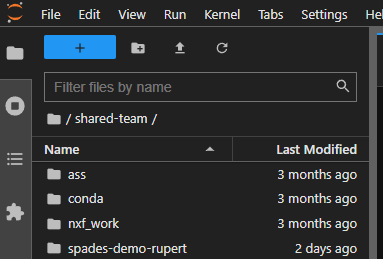 File Edit View Run Kernel Tabs Settings
Filter files by name
/ shared-team /
Name Last Modified
ass 3 months ago
conda 3 months ago
nxf_work 3 months ago
spades-demo-rupert 2 days ago